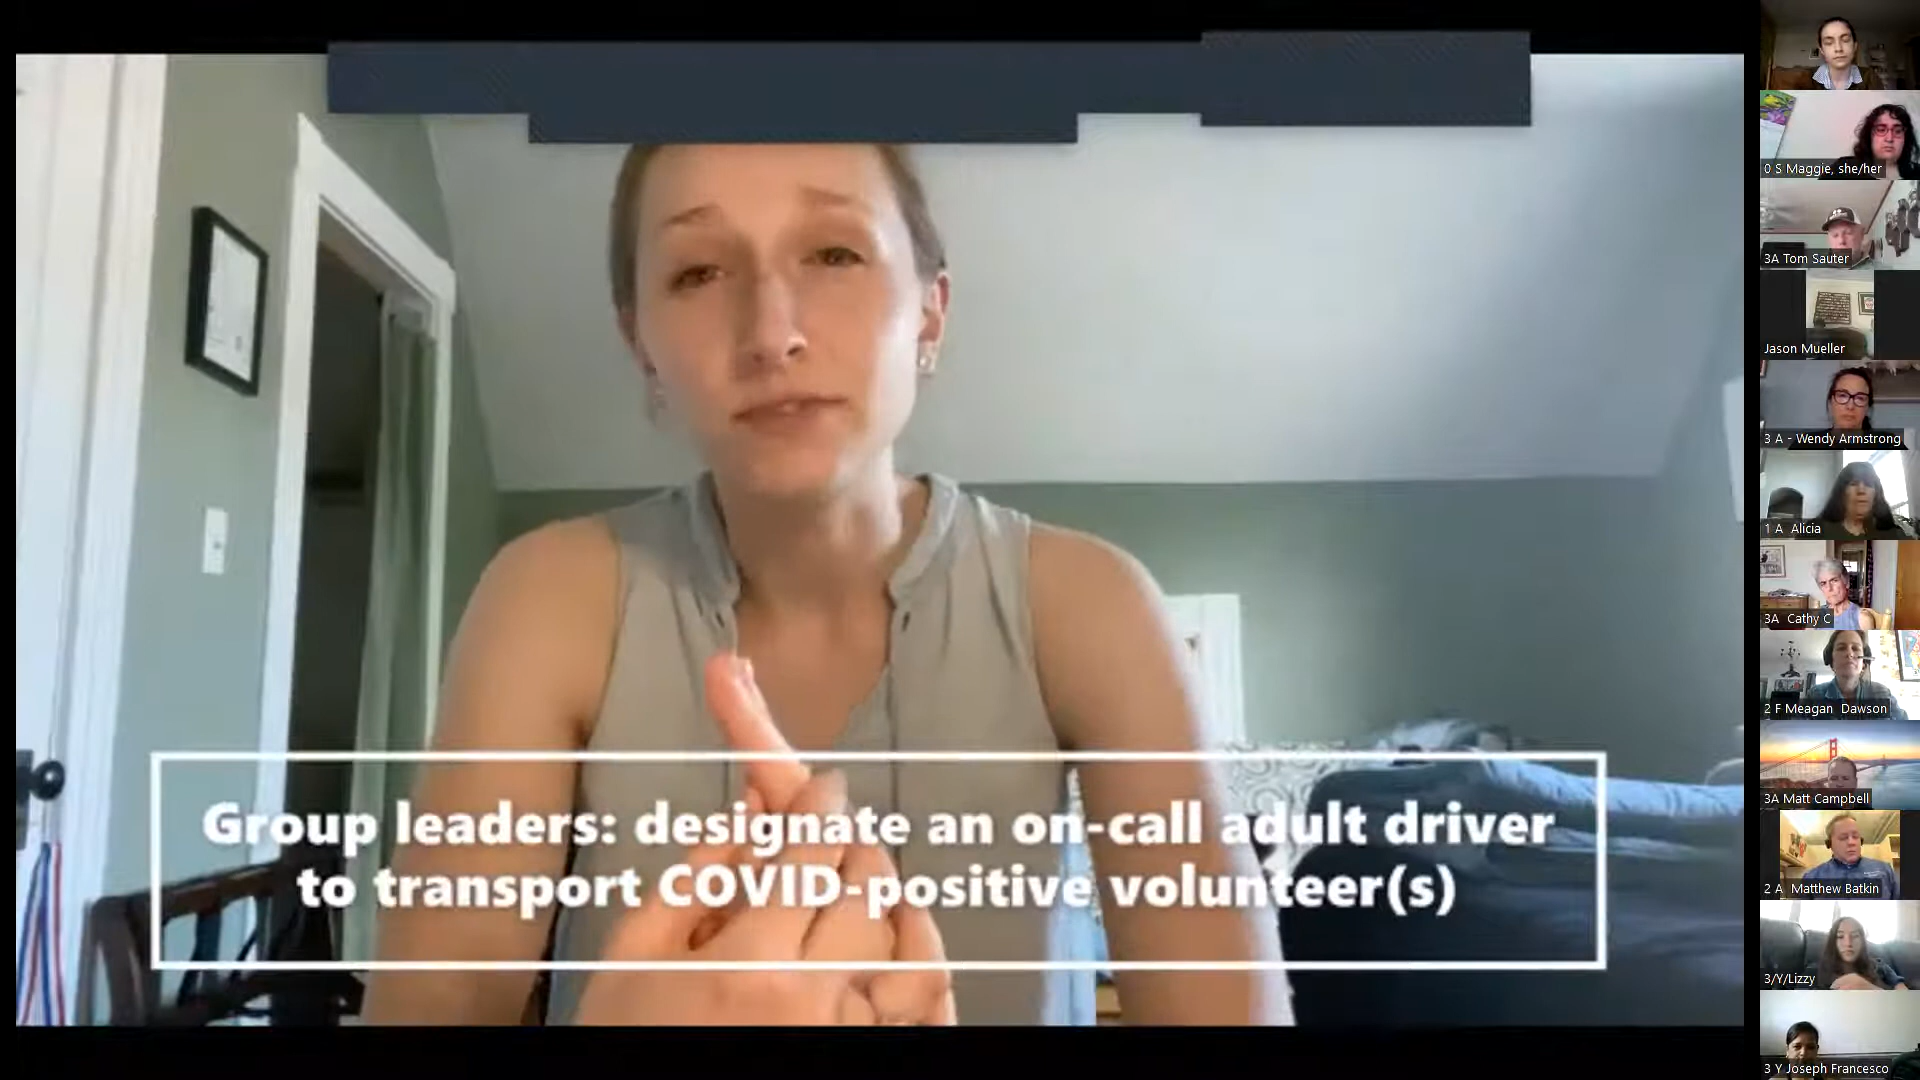 Group leaders: designate an on-call adult driver
to transport COVID-positive volunteer(s)
0 S Maggie, she/her
3A Tom Sauter
Jason Mueller
3 A - Wendy Armstrong
1 A Alicia
3A Cathy C
2 F Meagan Dawson
3A Matt Campbell
2 A Matthew Batkin
3/Y/Lizzy
3 Y Joseph Francesco